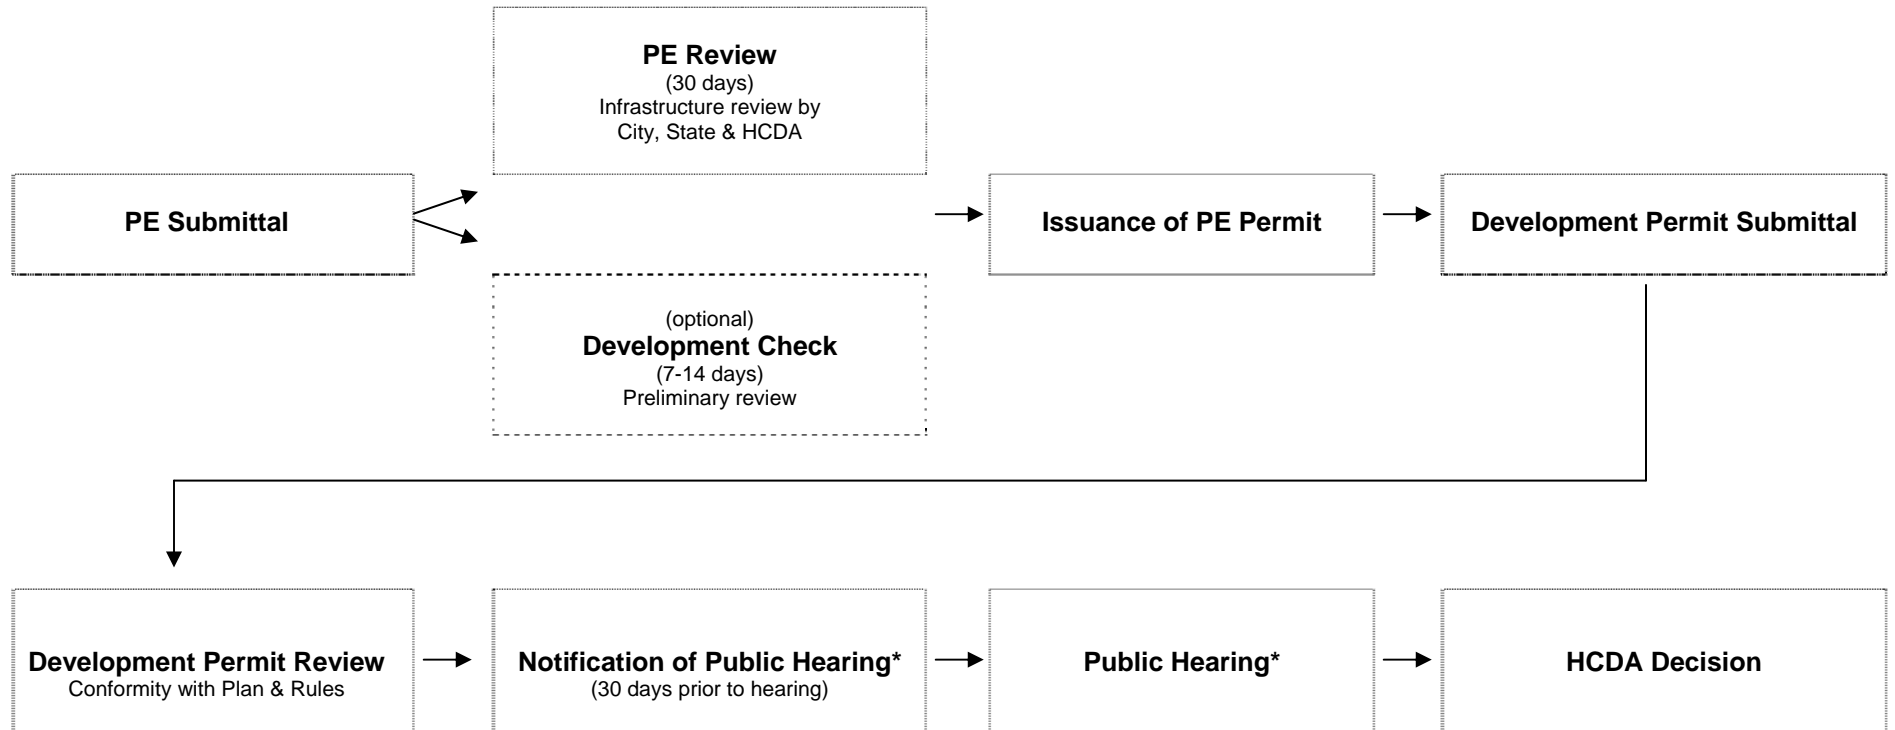 PE Review
(30 days)
Infrastructure review by
City, State & HCDA
PE Submittal
(optional)
Development Check
(7-14 days)
Preliminary review
Issuance of PE Permit
Development Permit Submittal
Development Permit Review
Conformity with Plan & Rules
Notification of Public Hearing*
(30 days prior to hearing)
Public Hearing*
HCDA Decision